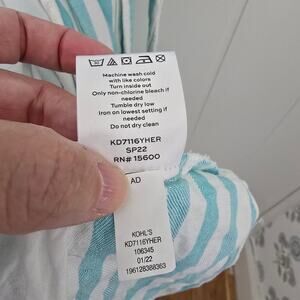 Machine wash cold
with like colors
Turn inside out
Only non-chlorine bleach if
needed
Tumble dry low
Iron on lowest setting if
needed
Do not dry clean
KD7116YHER
SP22
RN# 15600
AD
KOHL'S
KD7116YHER
106345
01/22
196128388363